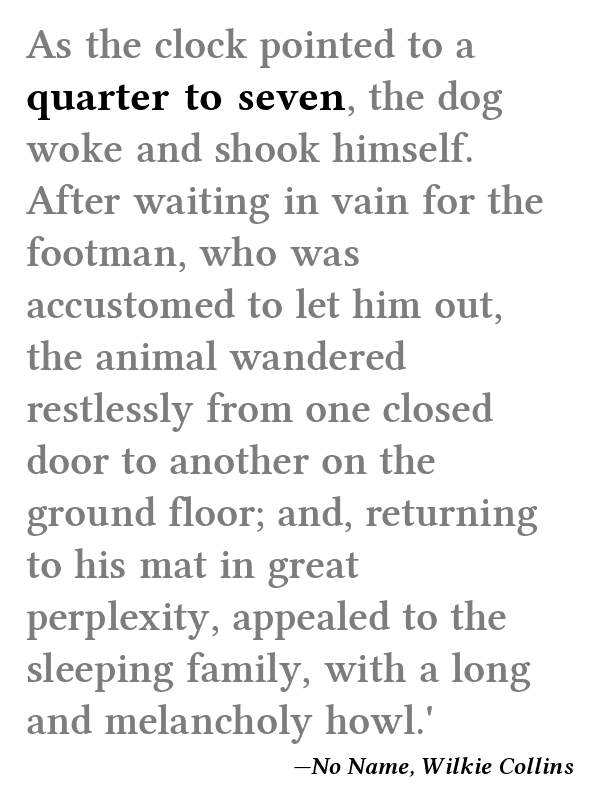 As the clock pointed to a
quarter to seven, the dog
woke and shook himself.
After waiting in vain for the
footman, who was
accustomed to let him out,
the animal wandered
restlessly from one closed
door to another on the
ground floor; and, returning
to his mat in great
perplexity, appealed to the
sleeping family, with a long
and melancholy howl.'
—No Name, Wilkie Collins